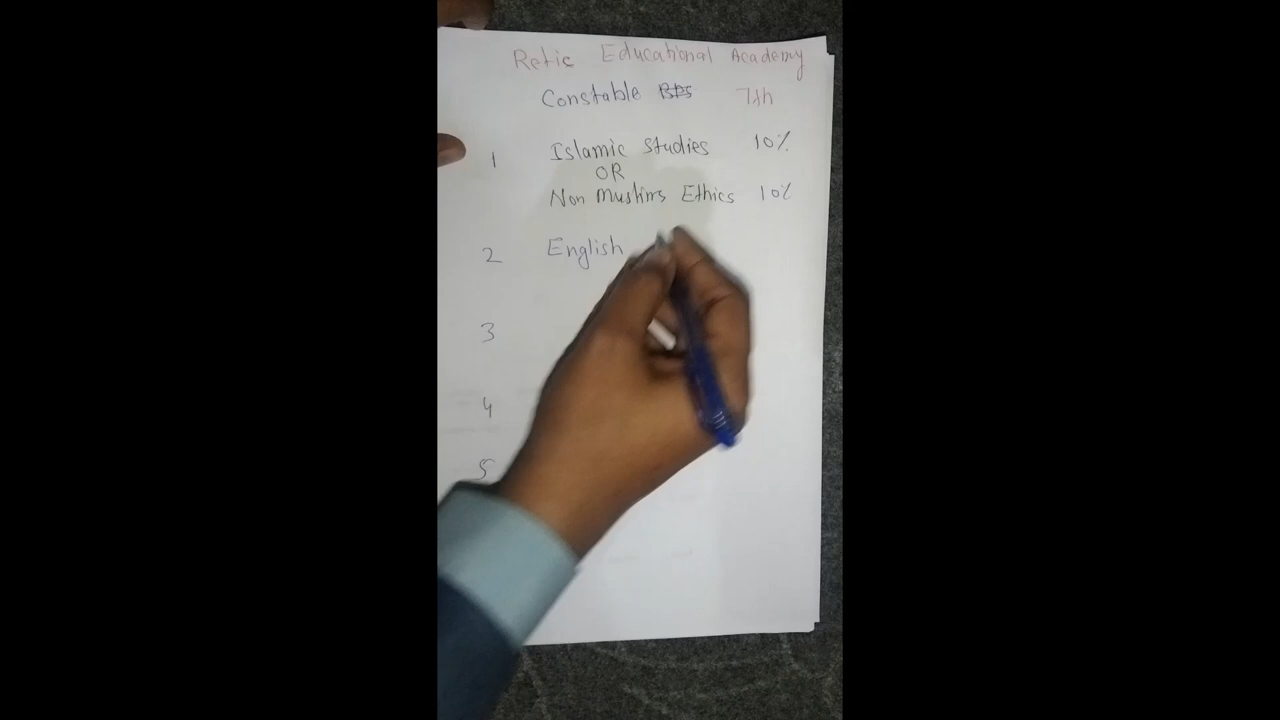 Retic Educational Academy
Constable BPS 7th
1 Islamic Studies 10%
OR
Non Muslims Ethics 10%
2 English
3
4
5